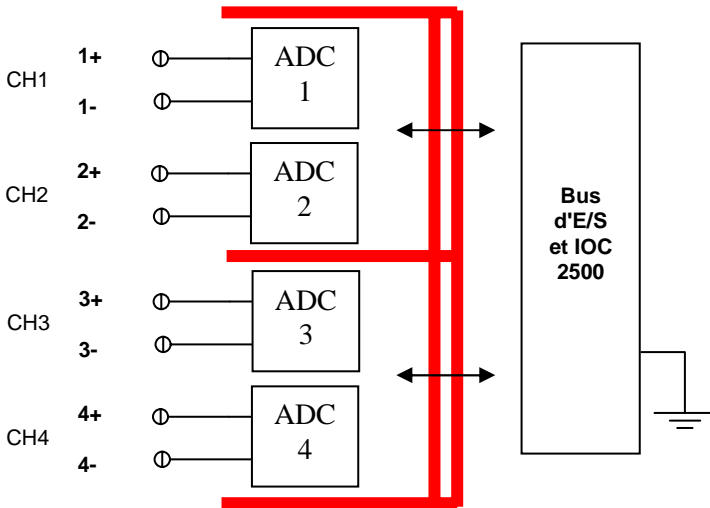 1+
CH1
1-
ADC
1
2+
CH2
2-
ADC
2
3+
CH3
3-
ADC
3
4+
CH4
4-
ADC
4
Bus
d'E/S
et IOC
2500